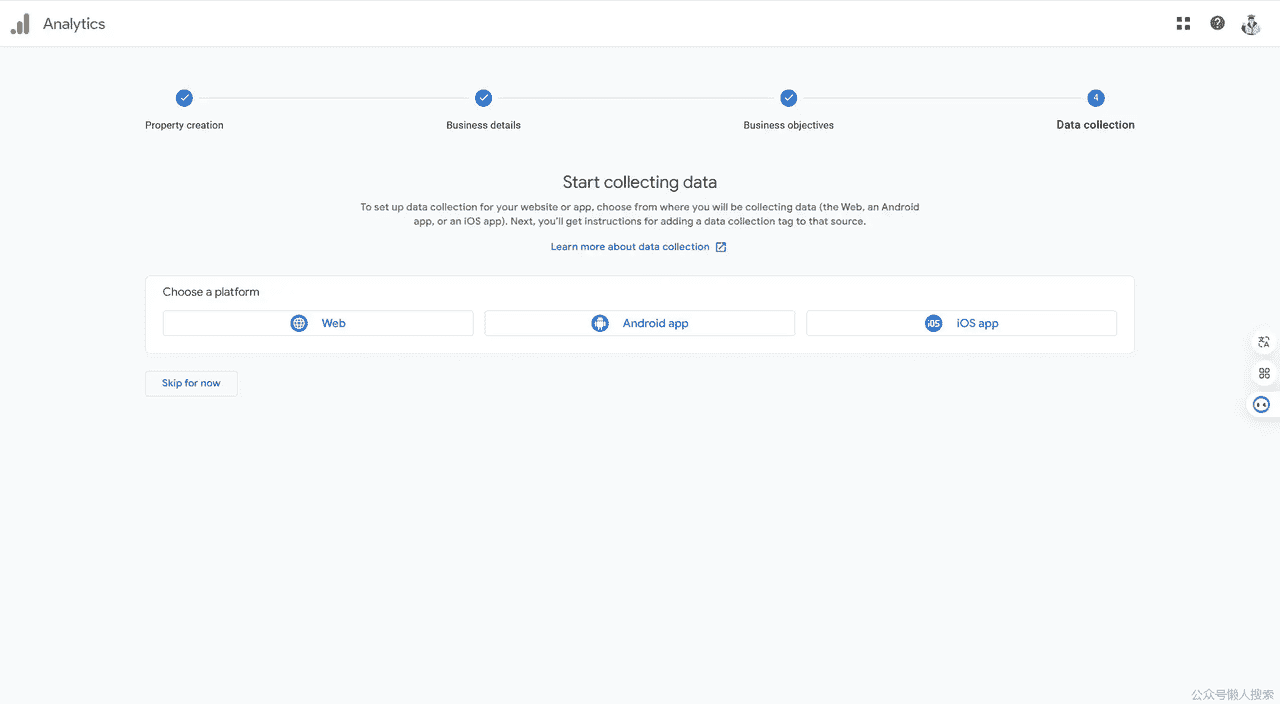 Analytics
4
Property creation
Business details
Business objectives
Data collection
Start collecting data
To set up data collection for your website or app, choose from where you will be collecting data (the Web, an Android
app, or an iOS app). Next, you'll get instructions for adding a data collection tag to that source.
Learn more about data collection
Choose a platform
Web
Android app
iOS iOS app
Skip for now
公众号懒人搜索